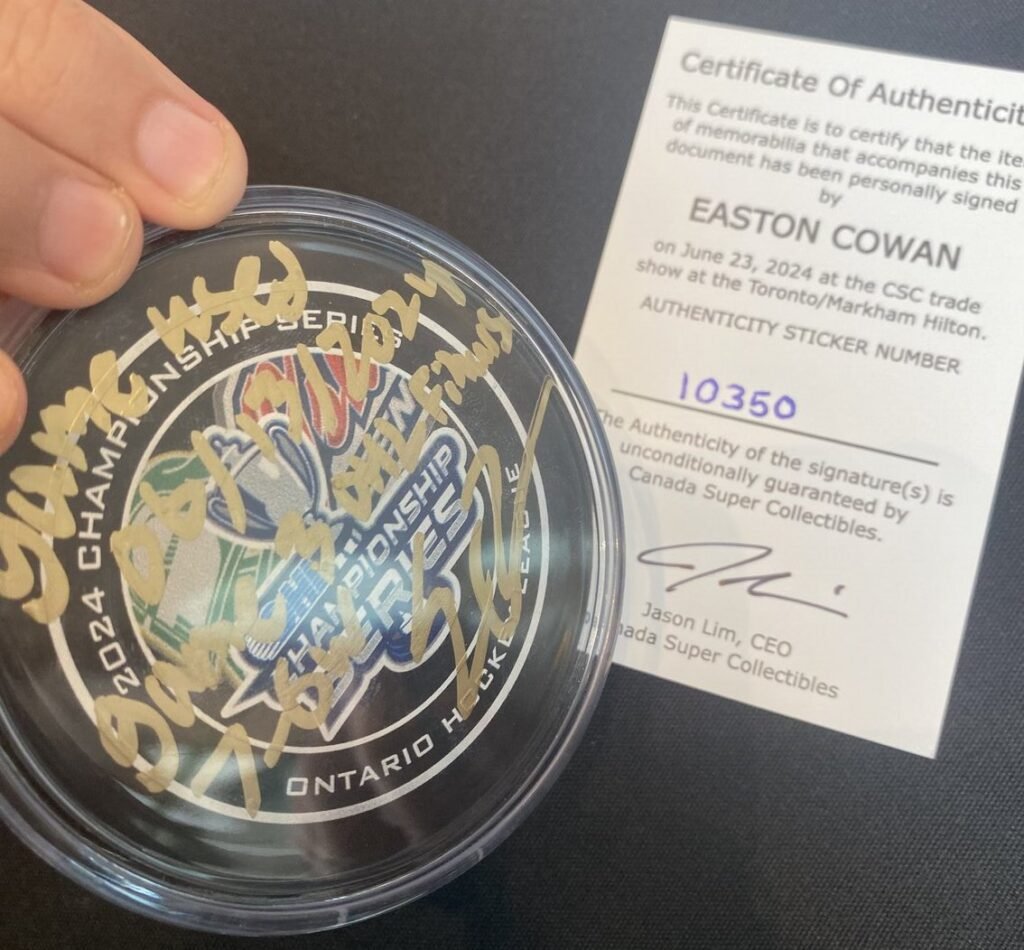 Game used
05/13/2024
Game 3 OHL Finals
2024 CHAMPIONSHIP SERIES
CHAMPIONSHIP
SERIES
ONTARIO HOCKEY LEAGUE
Certificate Of Authenticit
This Certificate is to certify that the ite
of memorabilia that accompanies this
document has been personally signed
by
EASTON COWAN
on June 23, 2024 at the CSC trade
show at the Toronto/Markham Hilton.
AUTHENTICITY STICKER NUMBER
10350
he Authenticity of the signature(s) is
unconditionally guaranteed by
Canada Super Collectibles.
Jason Lim, CEO
nada Super Collectibles